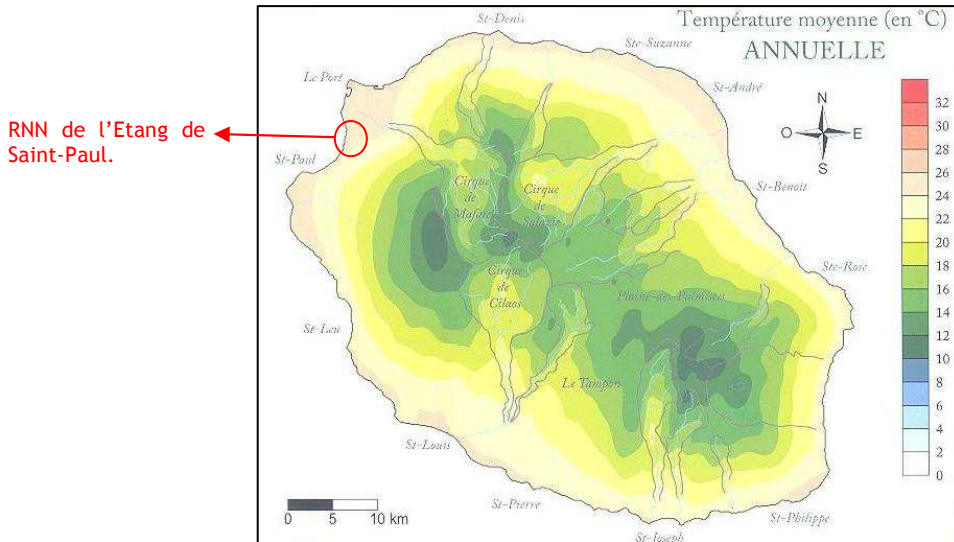 Température moyenne (en °C)
ANNUELLE
RNN de l’Etang de
Saint-Paul.
St-Denis
Ste-Suzanne
St-André
Le Port
St-Paul
St-Benoît
Cirque
de
Mafate
Cirque
de
Salazie
Cirque
de
Cilaos
Plaine-des-Palmistes
Ste-Rose
St-Leu
Le Tampon
St-Louis
St-Pierre
St-Joseph
St-Philippe
N
O
E
S
32
30
28
26
24
22
20
18
16
14
12
10
8
6
4
2
0
0 5 10 km